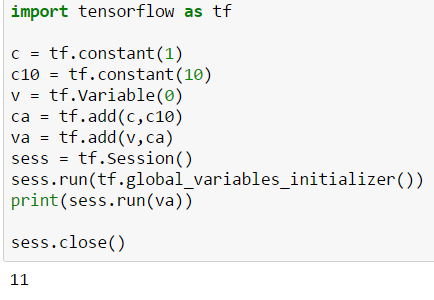 import tensorflow as tf
c = tf.constant(1)
c10 = tf.constant(10)
v = tf.Variable(0)
ca = tf.add(c,c10)
va = tf.add(v,ca)
sess = tf.Session()
sess.run(tf.global_variables_initializer())
print(sess.run(va))
sess.close()
11